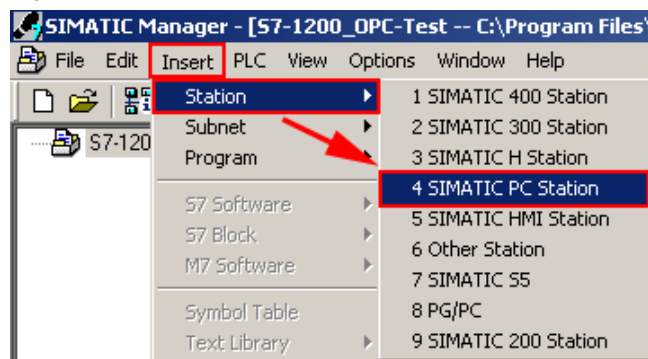 SIMATIC Manager - [S7-1200_OPC-Test -- C:\Program Files\
File Edit Insert PLC View Options Window Help
Station
Subnet
Program
S7 Software
S7 Block
M7 Software
Symbol Table
Text Library
1 SIMATIC 400 Station
2 SIMATIC 300 Station
3 SIMATIC H Station
4 SIMATIC PC Station
5 SIMATIC HMI Station
6 Other Station
7 SIMATIC S5
8 PG/PC
9 SIMATIC 200 Station
S7-120